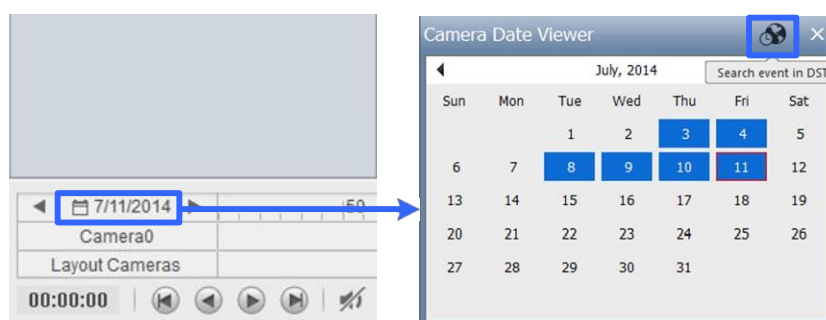 7/11/2014
50
Camera0
Layout Cameras
00:00:00
Camera Date Viewer
July, 2014
Search event in DST
Sun Mon Tue Wed Thu Fri Sat
1 2 3 4 5
6 7 8 9 10 11 12
13 14 15 16 17 18 19
20 21 22 23 24 25 26
27 28 29 30 31